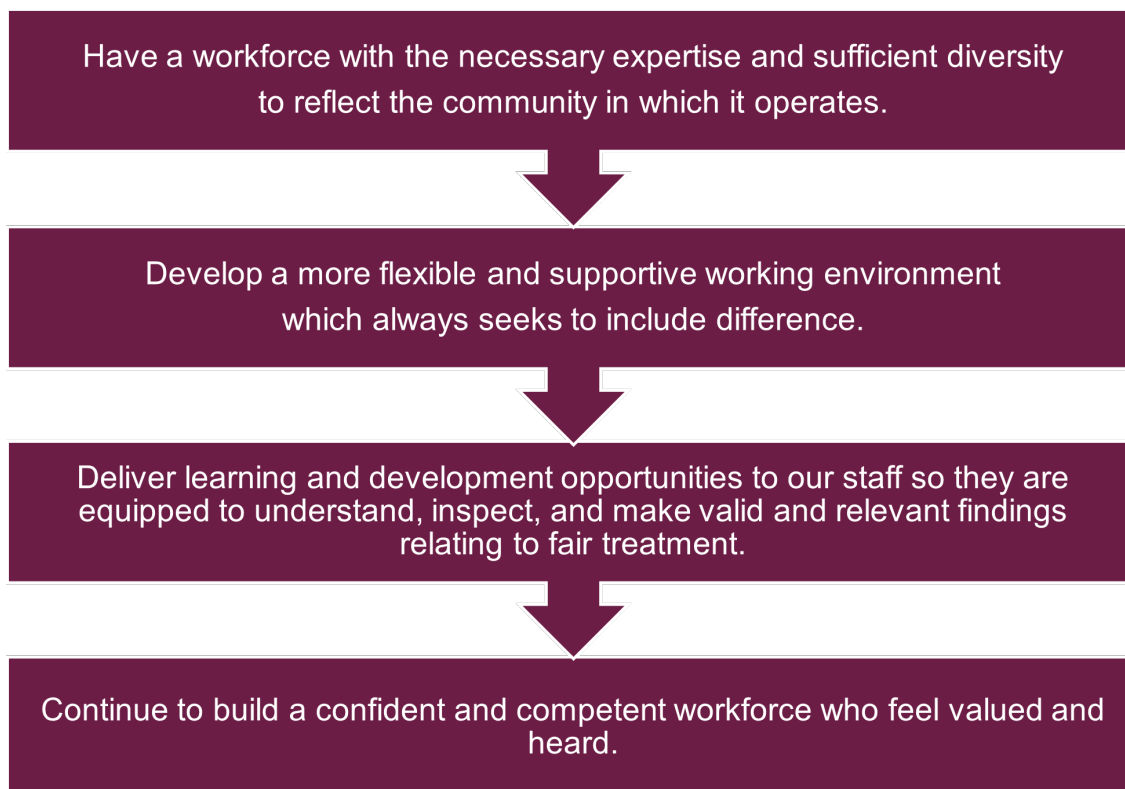 Have a workforce with the necessary expertise and sufficient diversity
to reflect the community in which it operates.
Develop a more flexible and supportive working environment
which always seeks to include difference.
Deliver learning and development opportunities to our staff so they are
equipped to understand, inspect, and make valid and relevant findings
relating to fair treatment.
Continue to build a confident and competent workforce who feel valued and
heard.